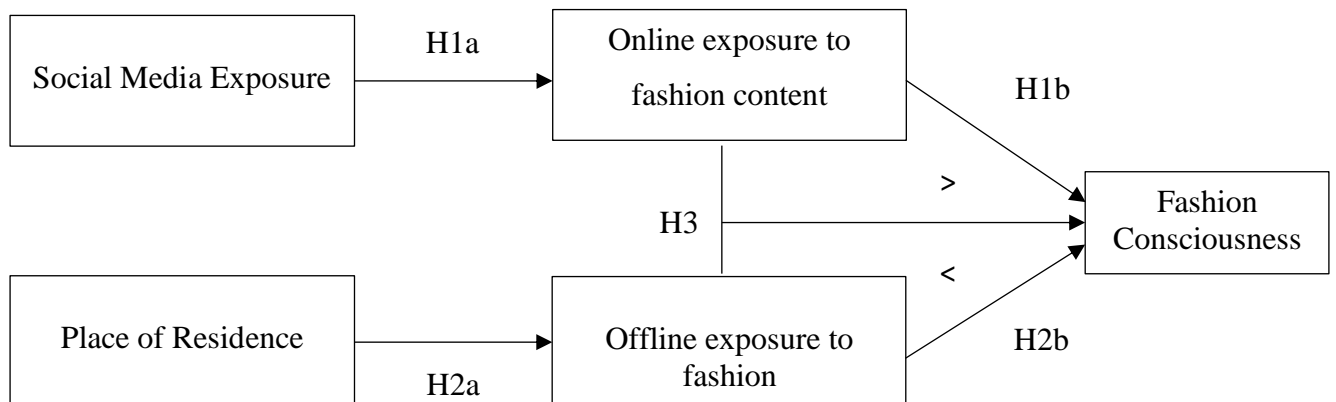 H1a
Social Media Exposure
Online exposure to
fashion content
H1b
>
H3
Fashion
Consciousness
<
Place of Residence
H2a
Offline exposure to
fashion
H2b